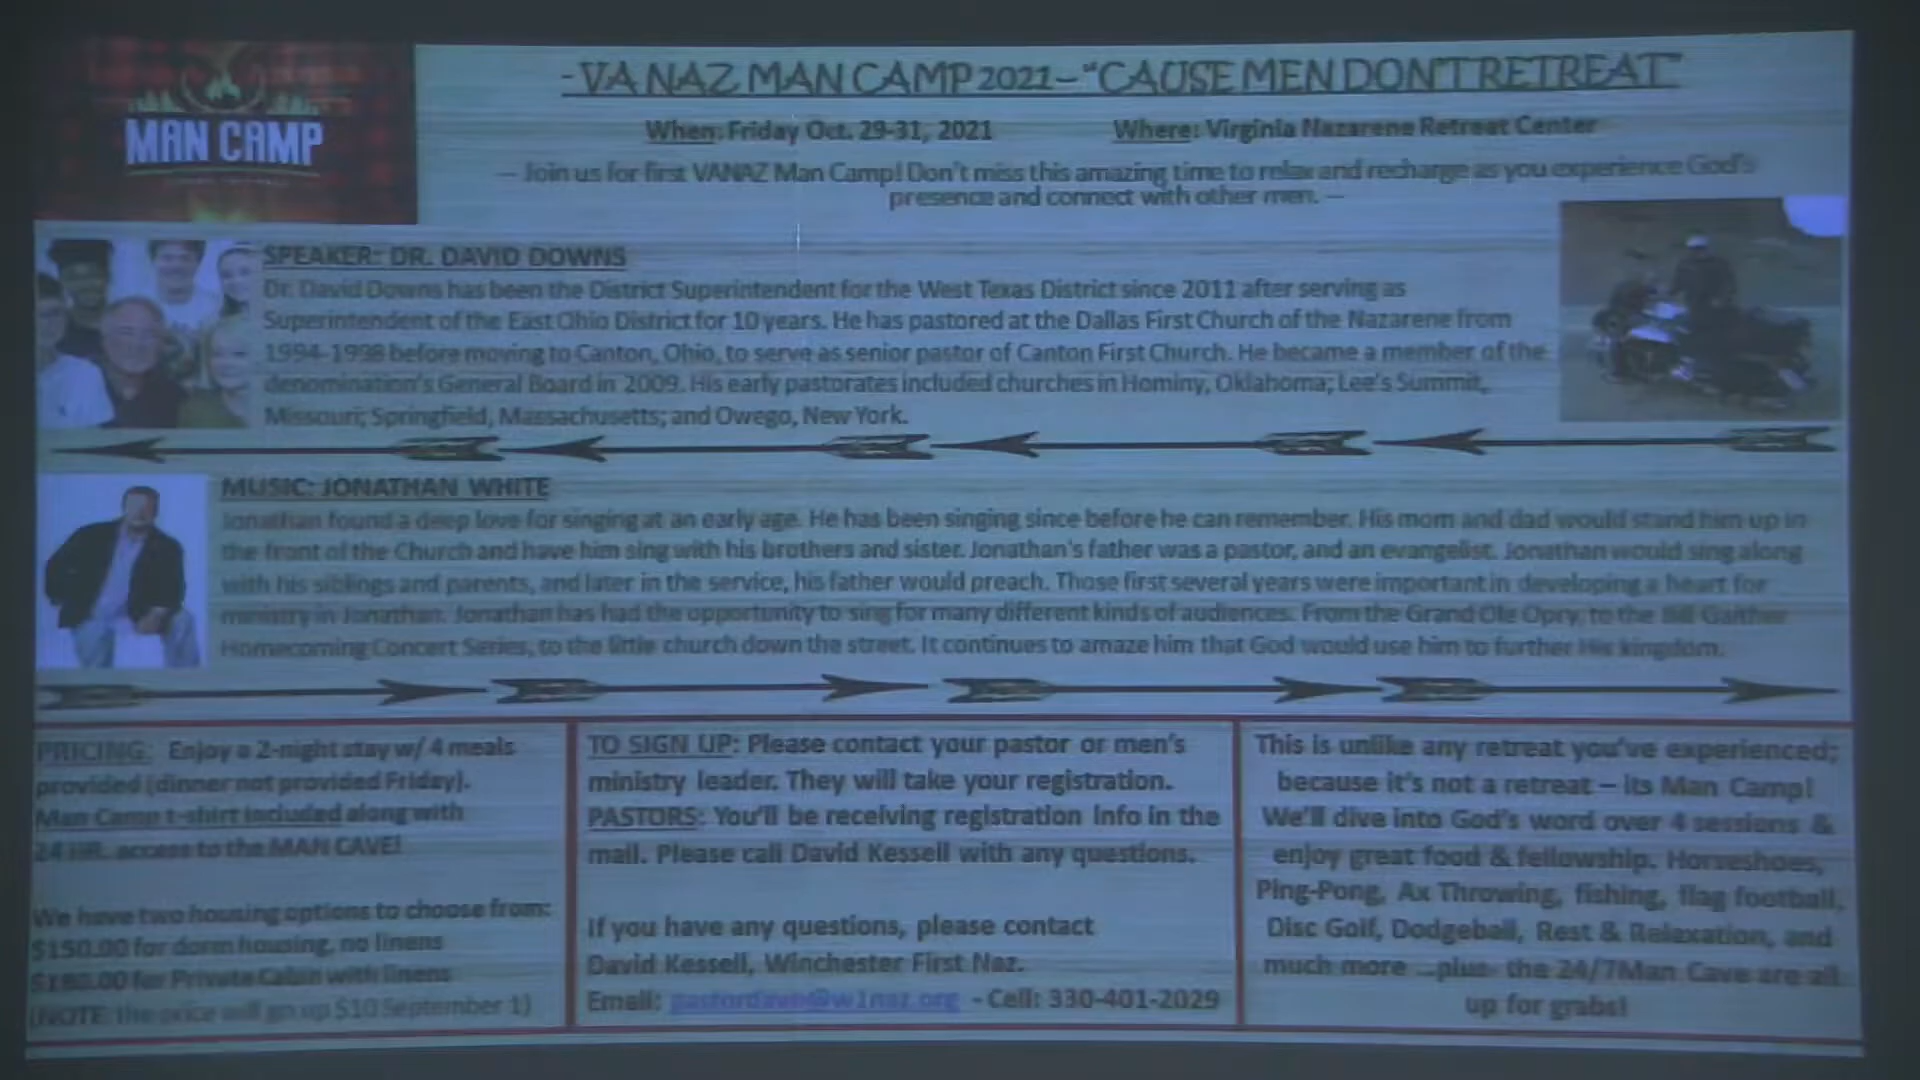 MAN CAMP
- VA NAZ MAN CAMP 2021 – "CAUSE MEN DON'T RETREAT"
When: Friday Oct. 29-31, 2021 Where: Virginia Nazarene Retreat Center
— Join us for first VANAZ Man Camp! Don't miss this amazing time to relax and recharge as you experience God's
presence and connect with other men. —
SPEAKER: DR. DAVID DOWNS
Dr. David Downs has been the District Superintendent for the West Texas District since 2011 after serving as
Superintendent of the East Ohio District for 10 years. He has pastored at the Dallas First Church of the Nazarene from
1994-1998 before moving to Canton, Ohio, to serve as senior pastor of Canton First Church. He became a member of the
denomination's General Board in 2009. His early pastorates included churches in Hominy, Oklahoma; Lee's Summit,
Missouri; Springfield, Massachusetts; and Owego, New York.
MUSIC: JONATHAN WHITE
Jonathan found a deep love for singing at an early age. He has been singing since before he can remember. His mom and dad would stand him up in
the front of the Church and have him sing with his brothers and sister. Jonathan's father was a pastor, and an evangelist. Jonathan would sing along
with his siblings and parents, and later in the service, his father would preach. Those first several years were important in developing a heart for
ministry in Jonathan. Jonathan has had the opportunity to sing for many different kinds of audiences. From the Grand Ole Opry, to the Bill Gaither
Homecoming Concert Series, to the little church down the street. It continues to amaze him that God would use him to further His kingdom.
PRICING: Enjoy a 2-night stay w/ 4 meals
provided (dinner not provided Friday).
Man Camp t-shirt included along with
24 HR. access to the MAN CAVE!
We have two housing options to choose from:
$150.00 for dorm housing, no linens
$180.00 for Private Cabin with linens
(NOTE: the price will go up $10 September 1)
TO SIGN UP: Please contact your pastor or men's
ministry leader. They will take your registration.
PASTORS: You'll be receiving registration info in the
mail. Please call David Kessell with any questions.
If you have any questions, please contact
David Kessell, Winchester First Naz.
Email: pastordave@w1naz.org - Cell: 330-401-2029
This is unlike any retreat you've experienced;
because it's not a retreat – its Man Camp!
We'll dive into God's word over 4 sessions &
enjoy great food & fellowship. Horseshoes,
Ping-Pong, Ax Throwing, fishing, flag football,
Disc Golf, Dodgeball, Rest & Relaxation, and
much more ...plus- the 24/7Man Cave are all
up for grabs!